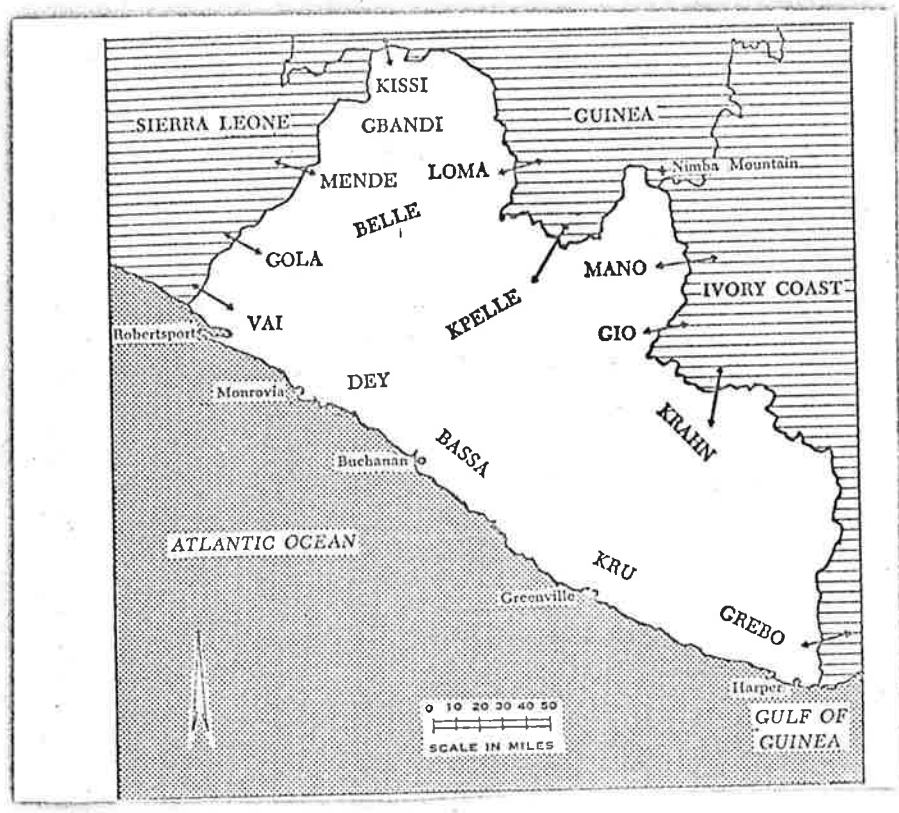 KISSI
SIERRA LEONE
GBANDI
GUINEA
MENDE
LOMA
Nimba Mountain
BELLE
GOLA
MANO
IVORY COAST
KPELLE
VAI
GIO
Robertsport
DEY
Monrovia
KRAHN
BASSA
Buchanan
ATLANTIC OCEAN
KRU
Greenville
GREBO
Harper
0 10 20 30 40 50
SCALE IN MILES
GULF OF
GUINEA